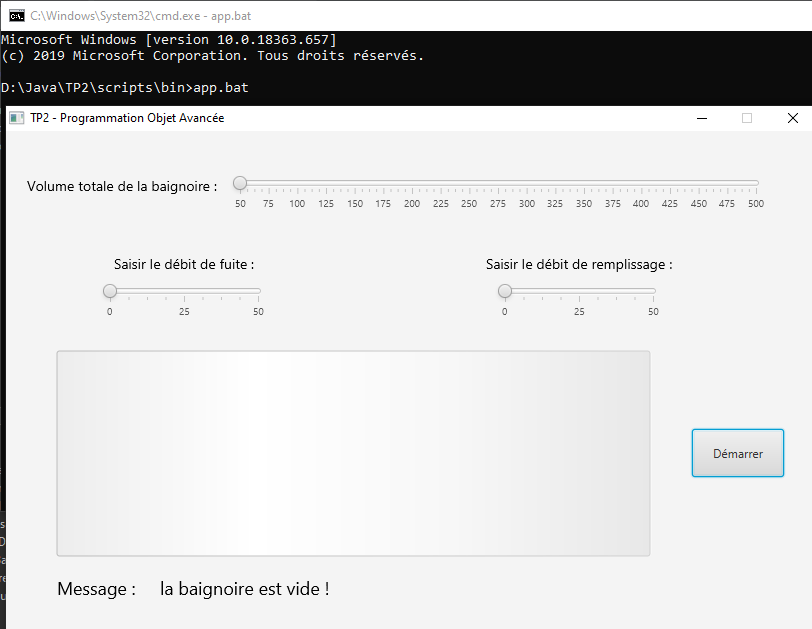 C:\Windows\System32\cmd.exe - app.bat
Microsoft Windows [version 10.0.18363.657]
(c) 2019 Microsoft Corporation. Tous droits réservés.
D:\Java\TP2\scripts\bin>app.bat
TP2 - Programmation Objet Avancée
Volume totale de la baignoire :
50 75 100 125 150 175 200 225 250 275 300 325 350 375 400 425 450 475 500
Saisir le débit de fuite : Saisir le débit de remplissage :
0 25 50 0 25 50
Démarrer
Message : la baignoire est vide !